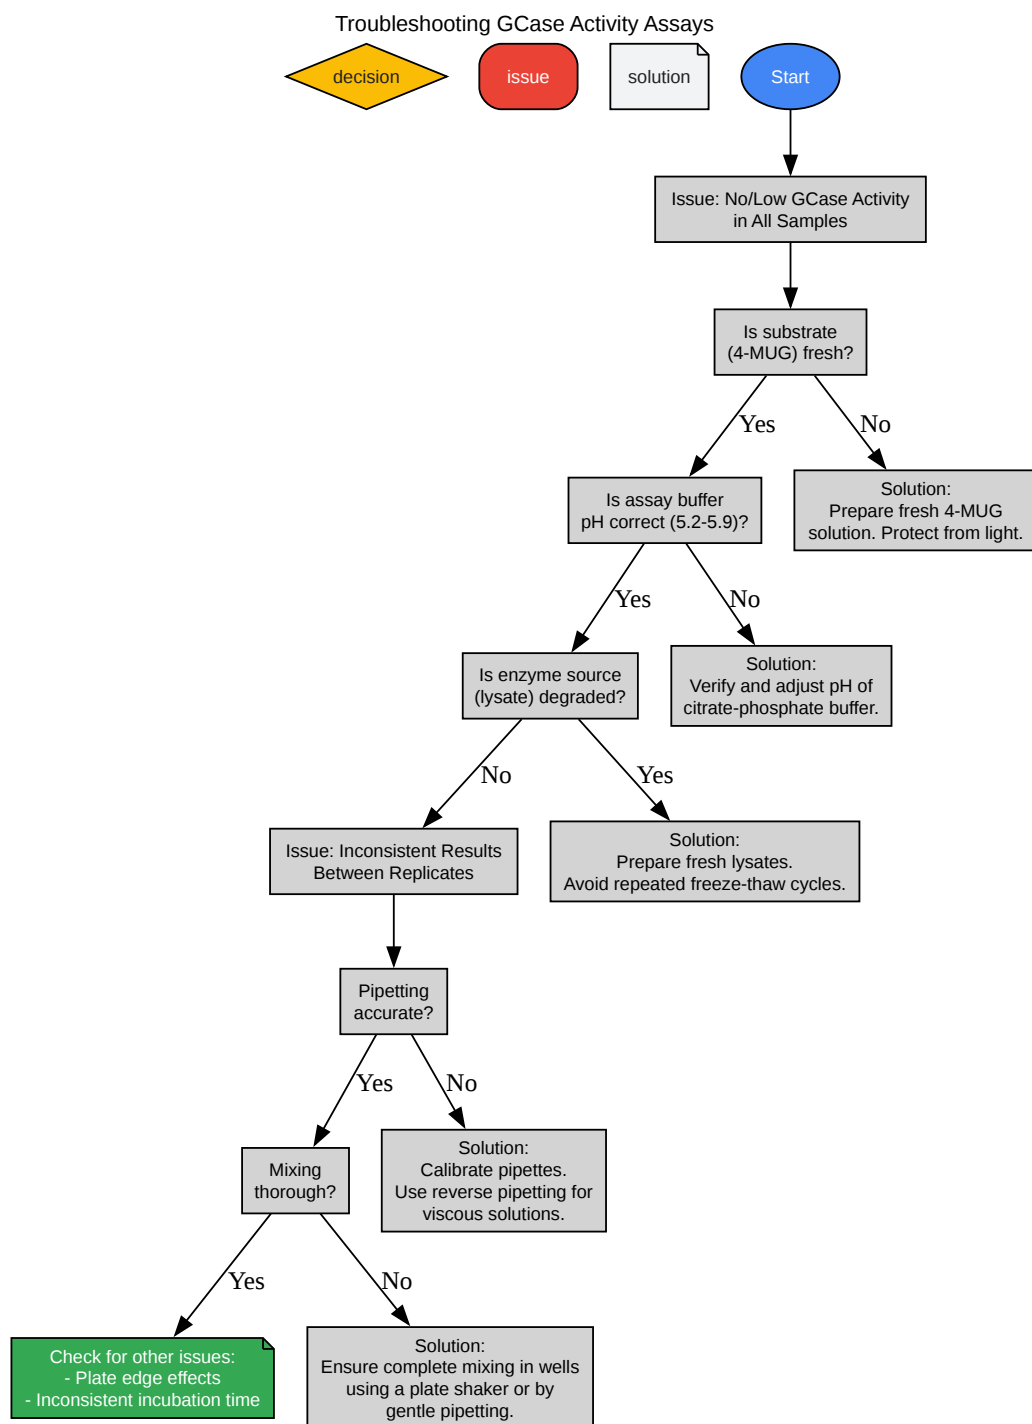 Troubleshooting GCase Activity Assays
decision
issue
solution
Start
Issue: No/Low GCase Activity
in All Samples
Is substrate
(4-MUG) fresh?
Yes
No
Is assay buffer
pH correct (5.2-5.9)?
Solution:
Prepare fresh 4-MUG
solution. Protect from light.
Yes
No
Is enzyme source
(lysate) degraded?
Solution:
Verify and adjust pH of
citrate-phosphate buffer.
No
Yes
Issue: Inconsistent Results
Between Replicates
Solution:
Prepare fresh lysates.
Avoid repeated freeze-thaw cycles.
Pipetting
accurate?
Yes
No
Mixing
thorough?
Solution:
Calibrate pipettes.
Use reverse pipetting for
viscous solutions.
Yes
No
Check for other issues:
- Plate edge effects
- Inconsistent incubation time
Solution:
Ensure complete mixing in wells
using a plate shaker or by
gentle pipetting.